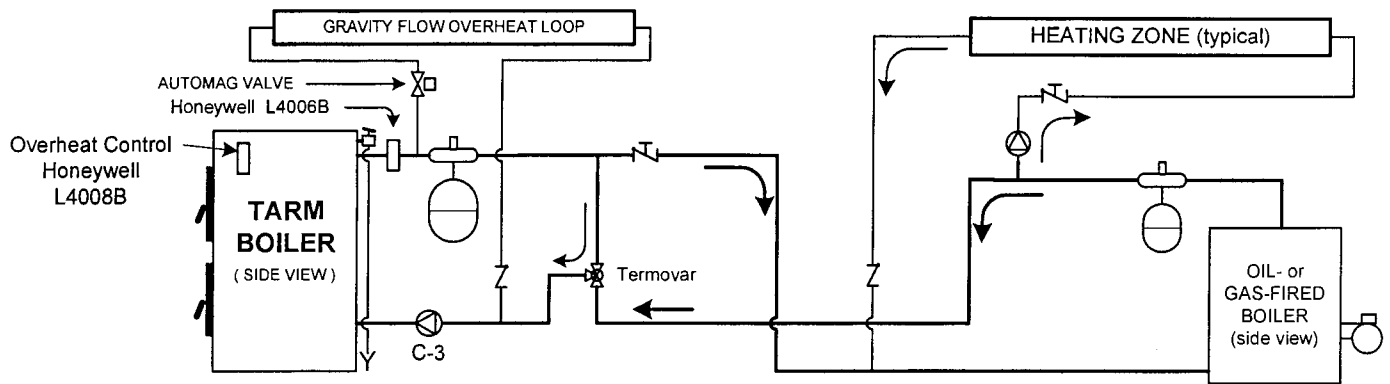 GRAVITY FLOW OVERHEAT LOOP
HEATING ZONE (typical)
AUTOMAG VALVE
Honeywell L4006B
Overheat Control
Honeywell
L4008B
TARM
BOILER
( SIDE VIEW )
Termovar
C-3
OIL- or
GAS-FIRED
BOILER
(side view)